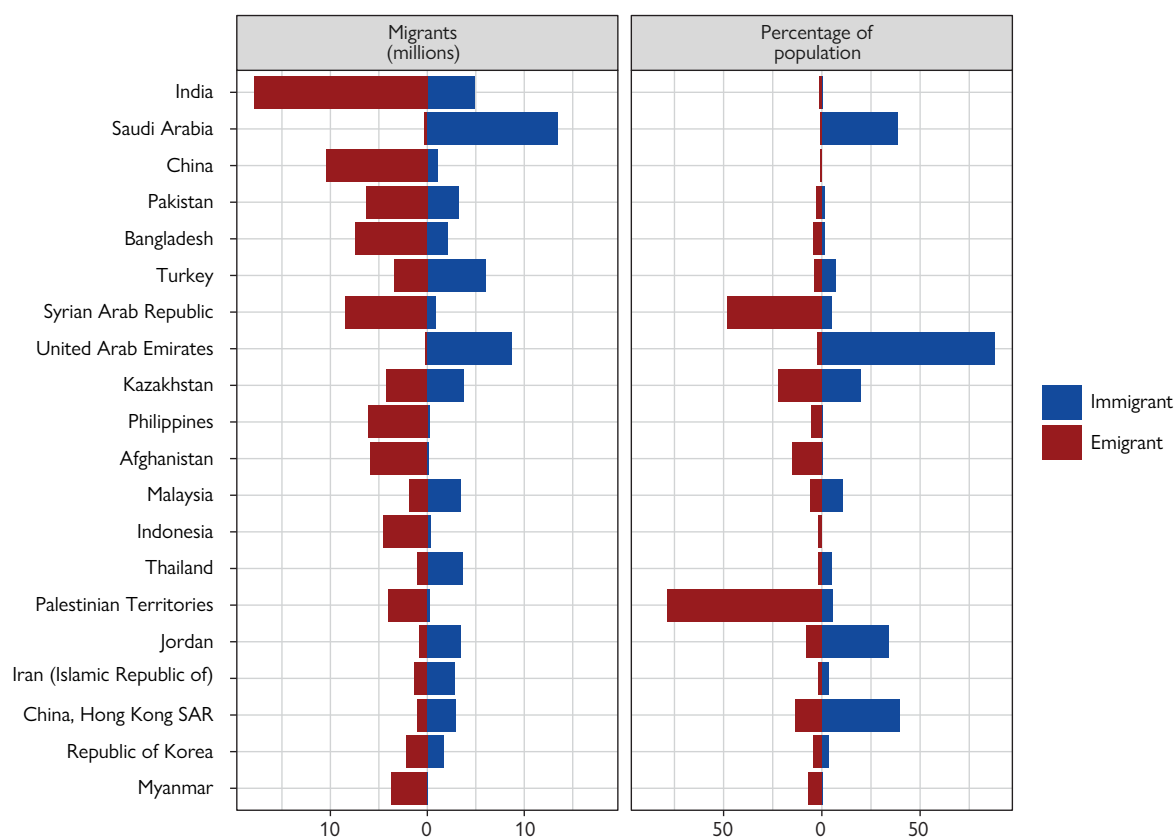 Migrants
(millions)
Percentage of
population
India
Saudi Arabia
China
Pakistan
Bangladesh
Turkey
Syrian Arab Republic
United Arab Emirates
Kazakhstan
Philippines
Afghanistan
Malaysia
Indonesia
Thailand
Palestinian Territories
Jordan
Iran (Islamic Republic of)
China, Hong Kong SAR
Republic of Korea
Myanmar
10 0 10
50 0 50
Immigrant
Emigrant